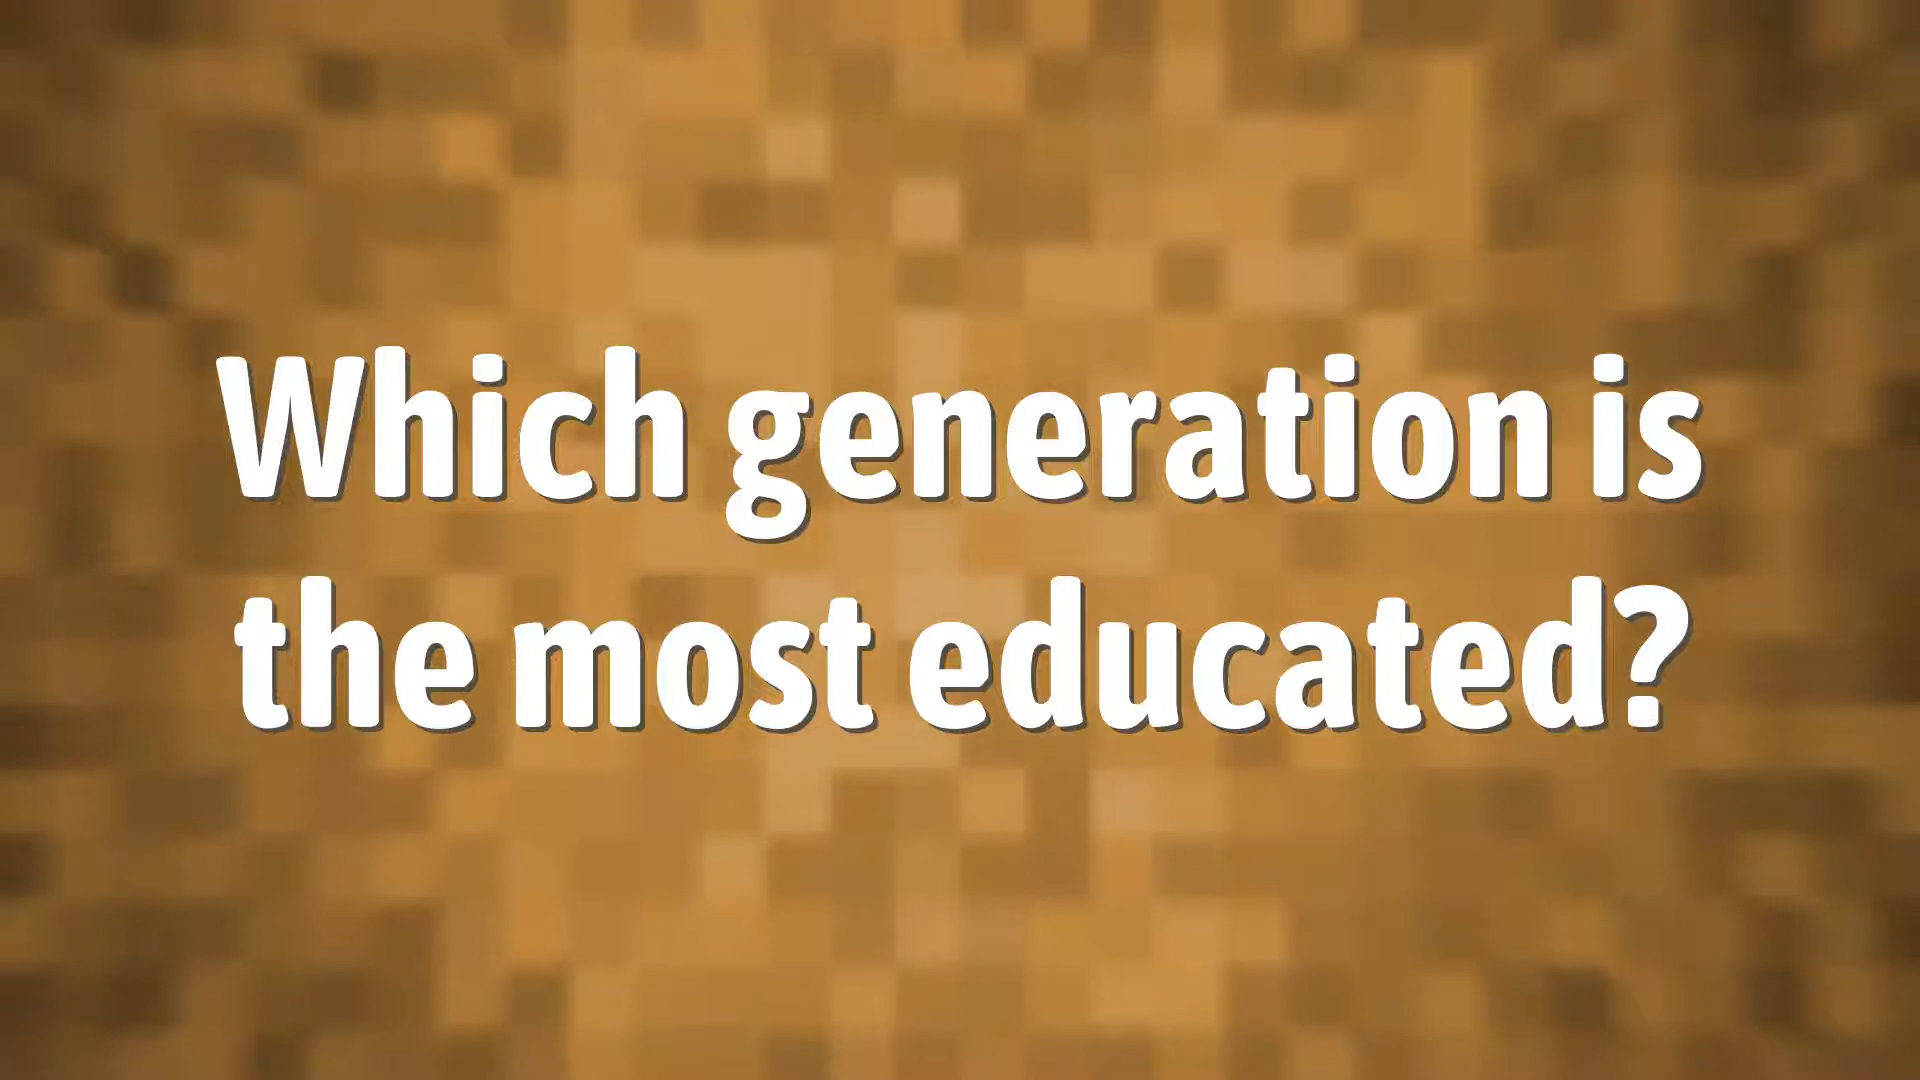 Which generation is
the most educated?